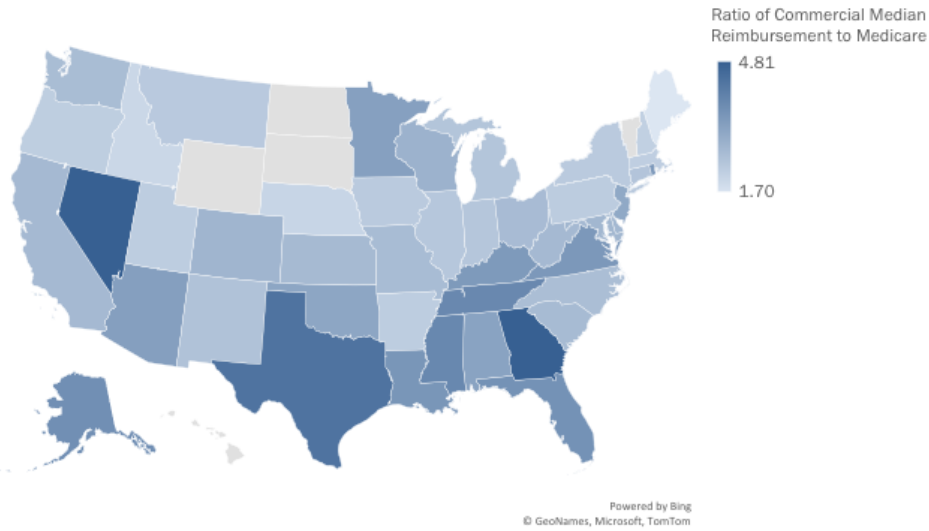 Ratio of Commercial Median
Reimbursement to Medicare
4.81
1.70
Powered by Bing
© GeoNames, Microsoft, TomTom